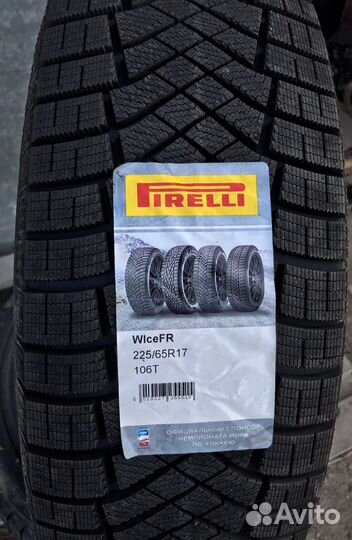 PIRELLI
WIceFR
225/65R17
106T
ОФИЦИАЛЬНЫЙ СПОНСОР
ЧЕМПИОНАТА МИРА
ПО ХОККЕЮ
Avito